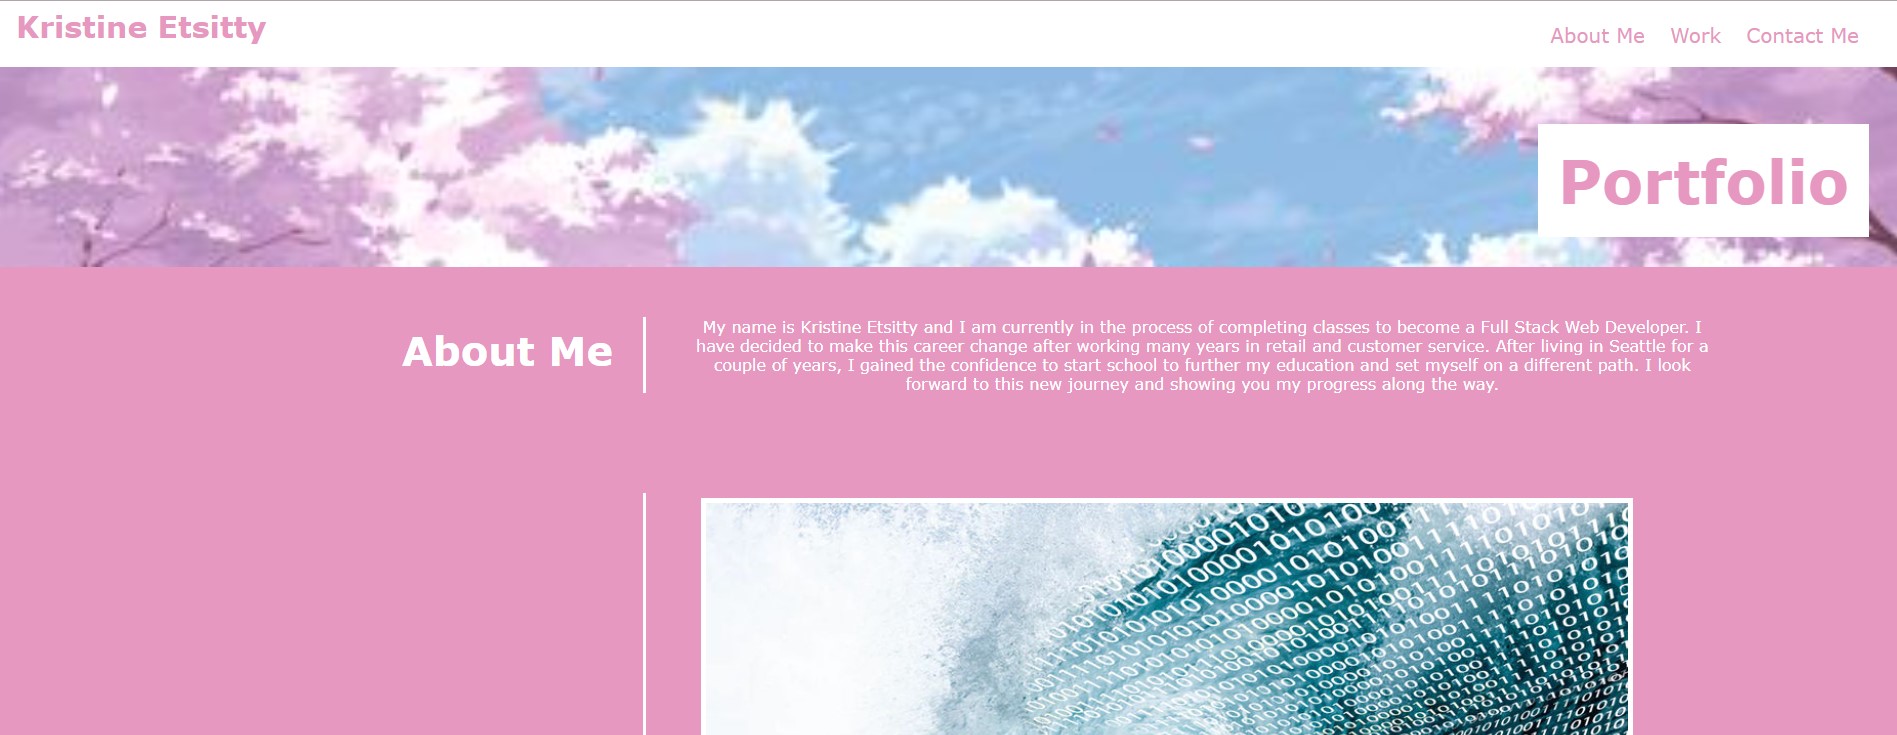 Kristine Etsitty
About Me Work Contact Me
Portfolio
About Me
My name is Kristine Etsitty and I am currently in the process of completing classes to become a Full Stack Web Developer. I
have decided to make this career change after working many years in retail and customer service. After living in Seattle for a
couple of years, I gained the confidence to start school to further my education and set myself on a different path. I look
forward to this new journey and showing you my progress along the way.